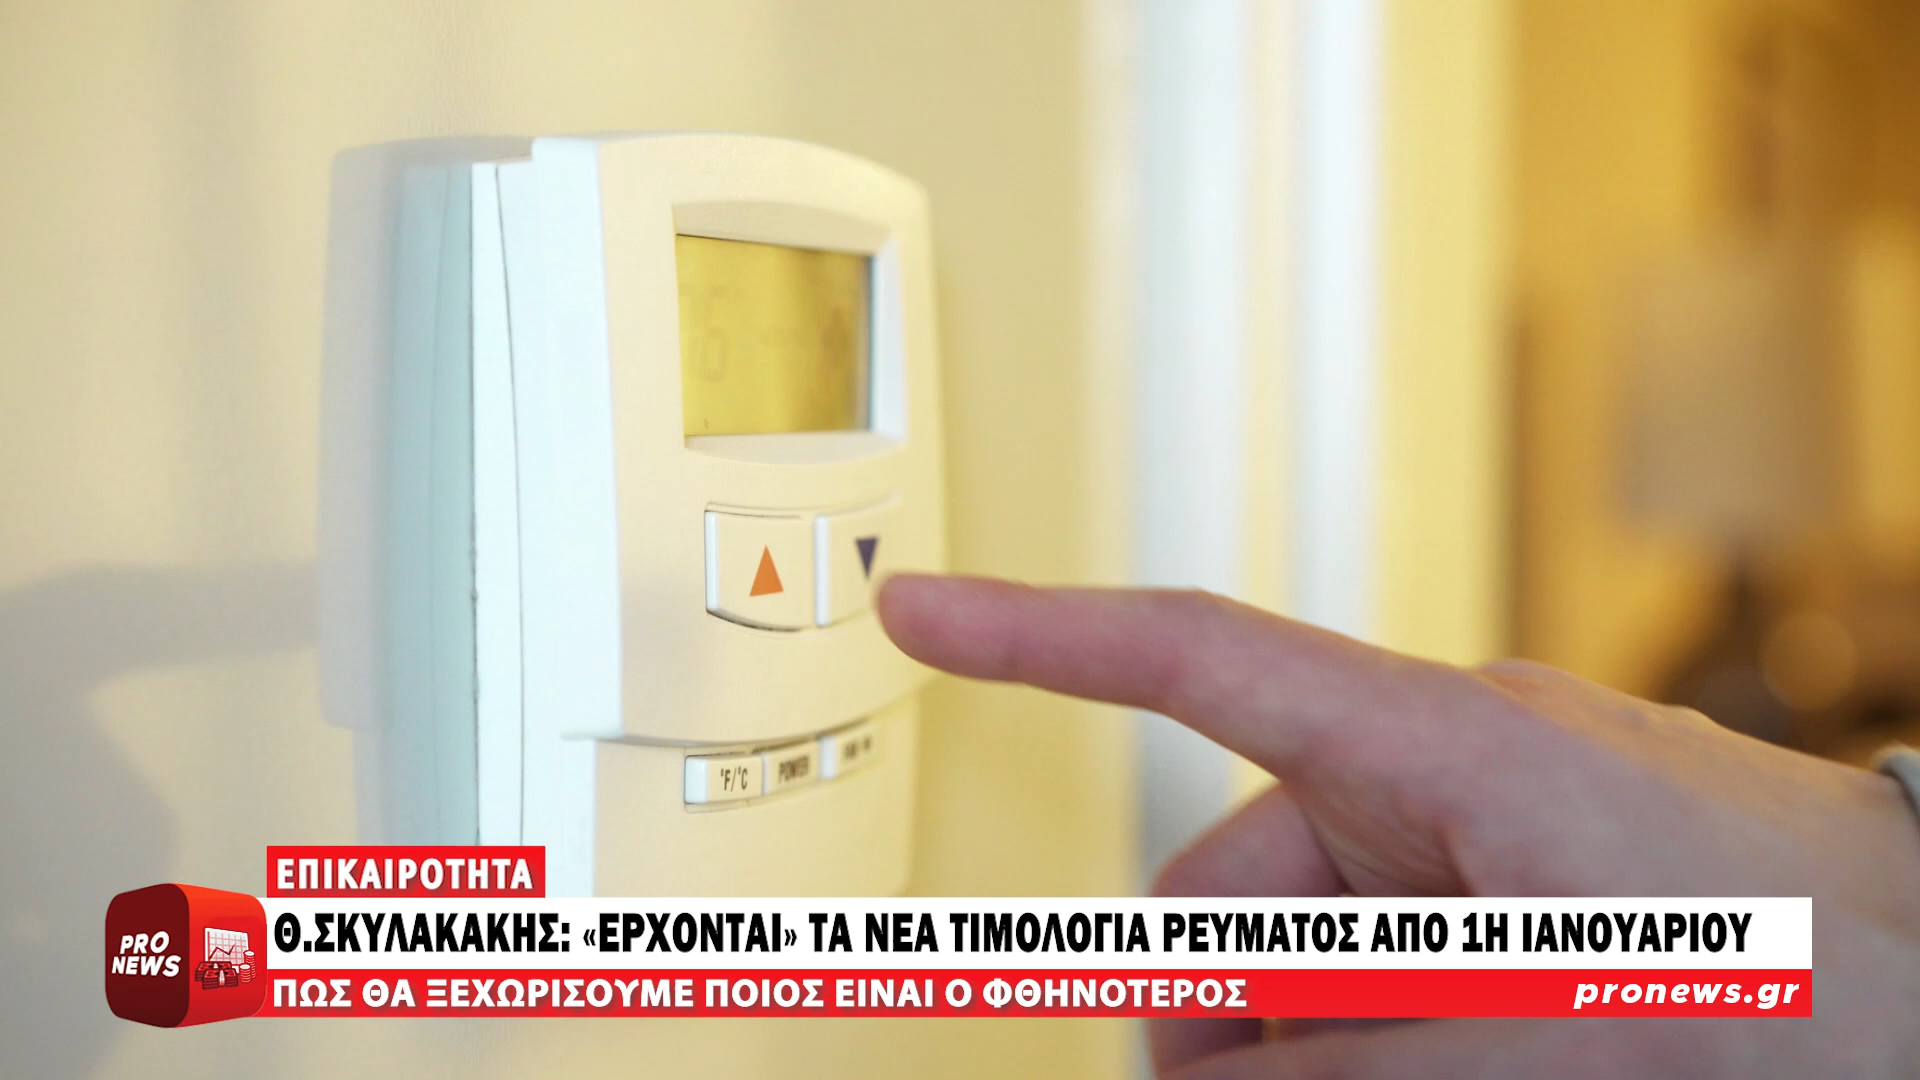 °F/°C
POWER
ΕΠΙΚΑΙΡΟΤΗΤΑ
PRO
NEWS
Θ.ΣΚΥΛΑΚΑΚΗΣ: «ΕΡΧΟΝΤΑΙ» ΤΑ ΝΕΑ ΤΙΜΟΛΟΓΙΑ ΡΕΥΜΑΤΟΣ ΑΠΟ 1Η ΙΑΝΟΥΑΡΙΟΥ
ΠΩΣ ΘΑ ΞΕΧΩΡΙΣΟΥΜΕ ΠΟΙΟΣ ΕΙΝΑΙ Ο ΦΘΗΝΟΤΕΡΟΣ
pronews.gr